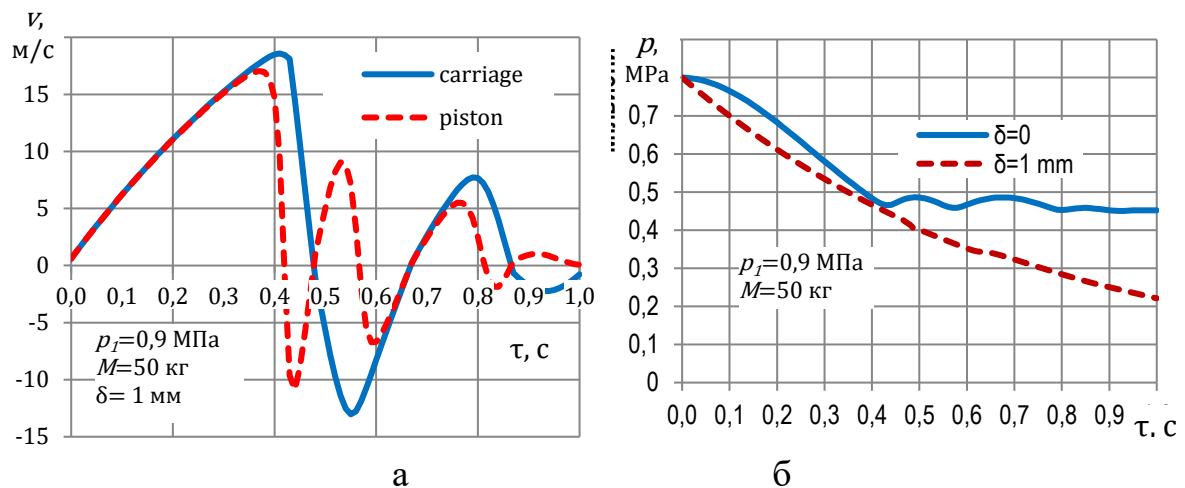 v,
м/с
15
10
5
0
-5
-10
-15
0,0 0,1 0,2 0,3 0,4 0,5 0,6 0,7 0,8 0,9 1,0
carriage
piston
p₁=0,9 МПа
M=50 кг
δ= 1 мм
τ, с
а
p,
MPa
0,7
0,6
0,5
0,4
0,3
0,2
0,1
0
0,0 0,1 0,2 0,3 0,4 0,5 0,6 0,7 0,8 0,9
δ=0
δ=1 mm
p₁=0,9 МПа
M=50 кг
τ, с
б